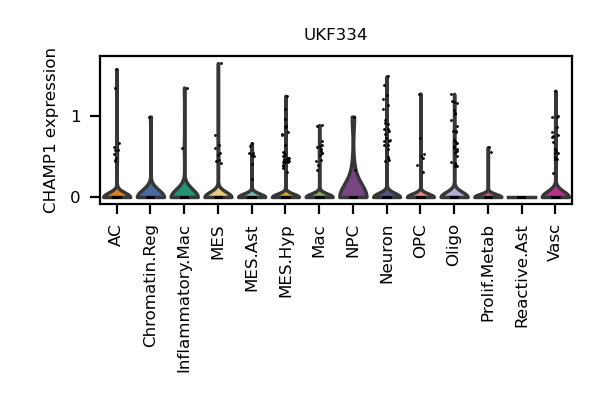 UKF334
CHAMP1 expression
1
0
AC
Chromatin.Reg
Inflammatory.Mac
MES
MES.Ast
MES.Hyp
Mac
NPC
Neuron
OPC
Oligo
Prolif.Metab
Reactive.Ast
Vasc